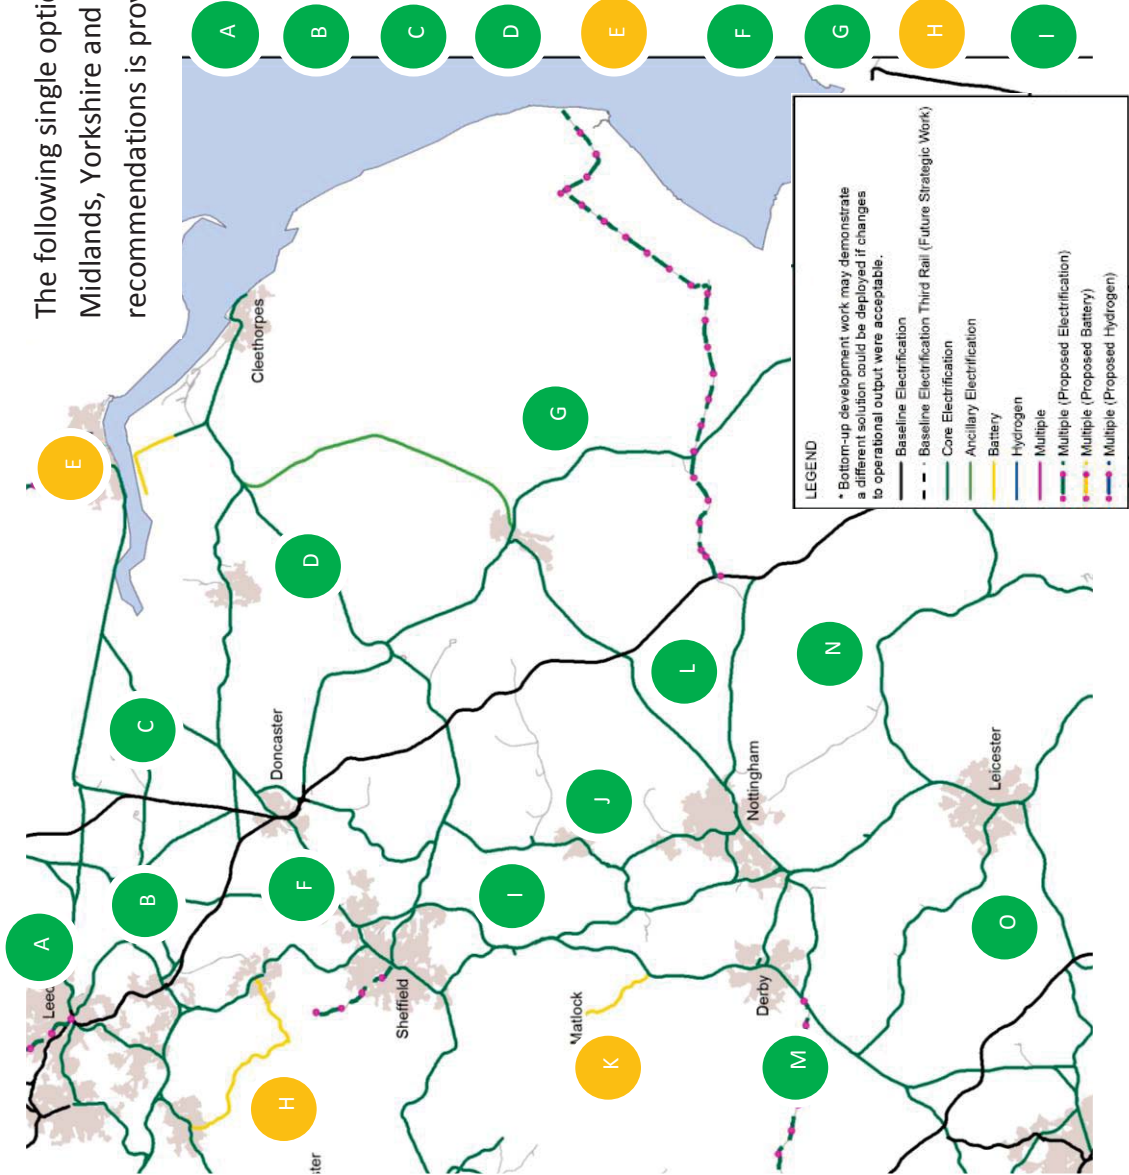 The following single optio
Midlands, Yorkshire and
recommendations is prov
A
B
C
D
E
F
G
H
I
E
Cleethorpes
G
D
C
Doncaster
L
N
A
B
F
I
J
Nottingham
Leicester
O
Leed
Sheffield
Matlock
Derby
H
K
M
ster
LEGEND
* Bottom-up development work may demonstrate
a different solution could be deployed if changes
to operational output were acceptable.
Baseline Electrification
Baseline Electrification Third Rail (Future Strategic Work)
Core Electrification
Ancillary Electrification
Battery
Hydrogen
Multiple
Multiple (Proposed Electrification)
Multiple (Proposed Battery)
Multiple (Proposed Hydrogen)